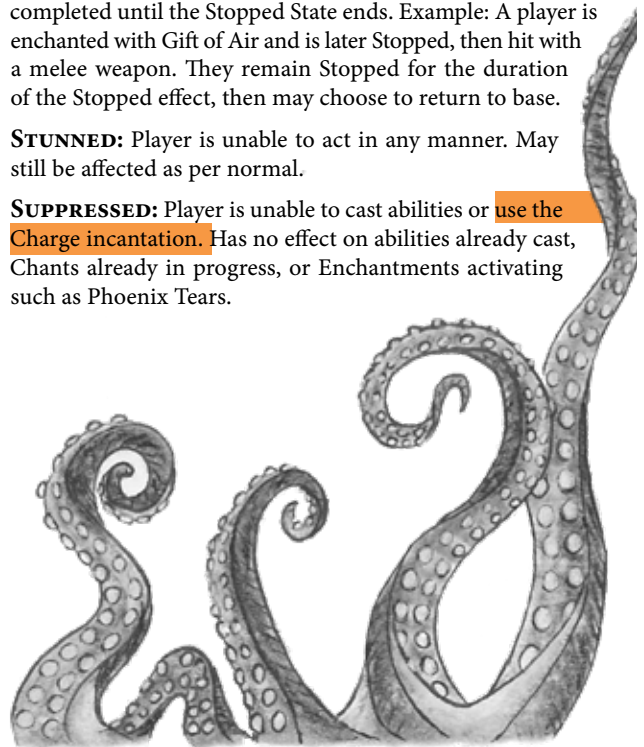 completed until the Stopped State ends. Example: A player is
enchanted with Gift of Air and is later Stopped, then hit with
a melee weapon. They remain Stopped for the duration
of the Stopped effect, then may choose to return to base.
Stunned: Player is unable to act in any manner. May
still be affected as per normal.
Suppressed: Player is unable to cast abilities or use the
Charge incantation. Has no effect on abilities already cast,
Chants already in progress, or Enchantments activating
such as Phoenix Tears.